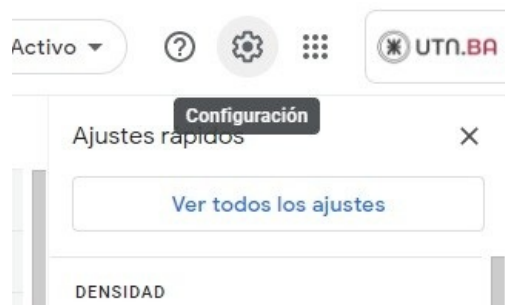 Activo
UTN.BA
Configuración
Ajustes rápidos
Ver todos los ajustes
DENSIDAD